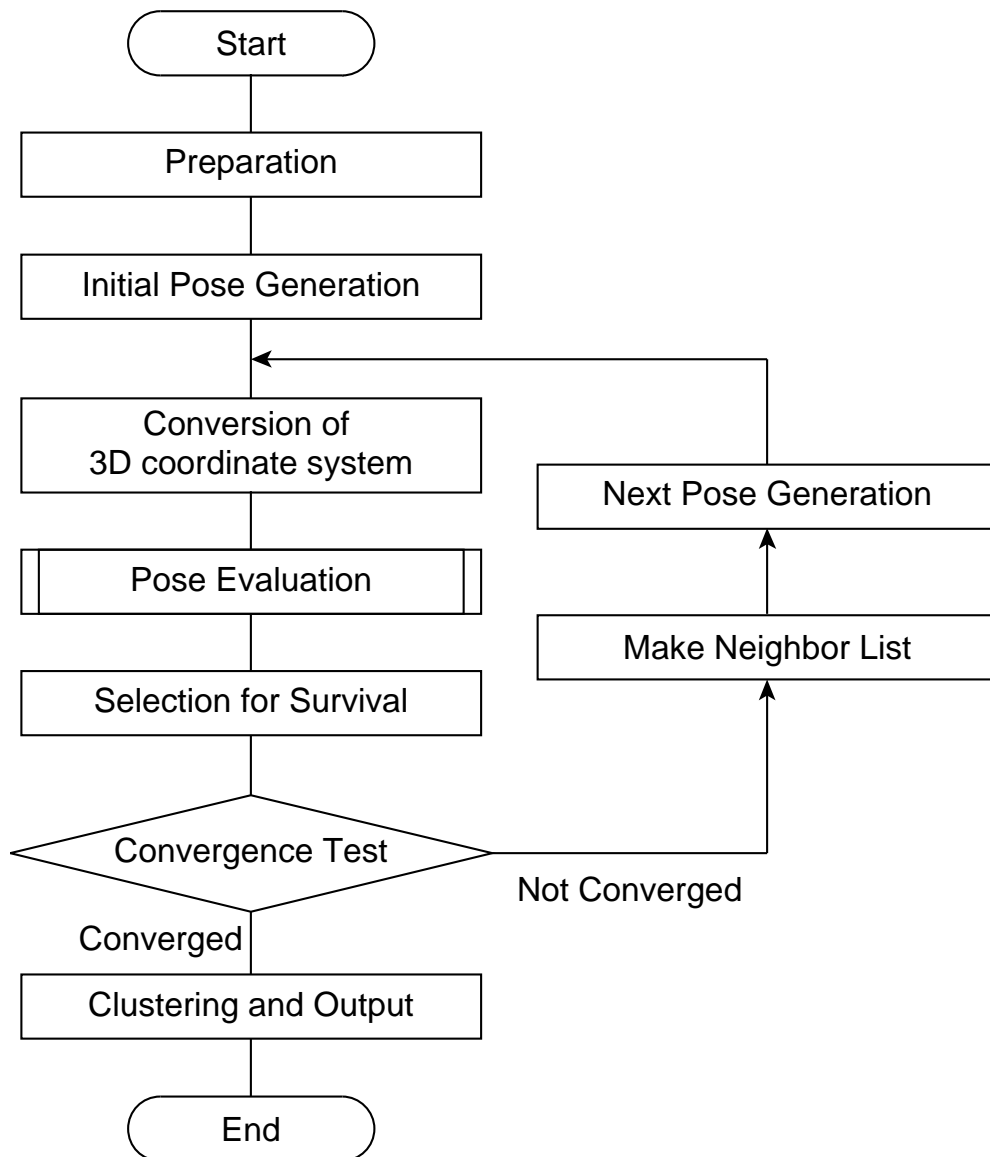 Start
Preparation
Initial Pose Generation
Conversion of
3D coordinate system
Next Pose Generation
Pose Evaluation
Make Neighbor List
Selection for Survival
Convergence Test
Not Converged
Converged
Clustering and Output
End